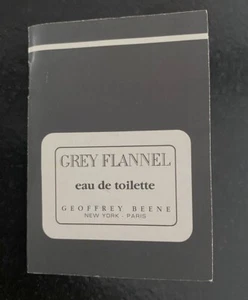 GREY FLANNEL
eau de toilette
GEOFFREY BEENE
NEW YORK - PARIS